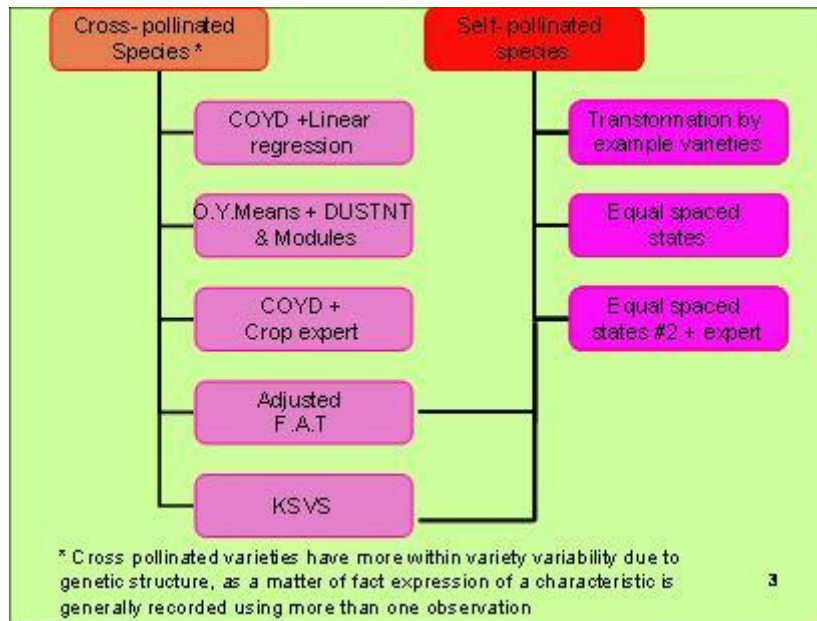 Cross-pollinated
Species *
Self-pollinated
species
COYD +Linear
regression
O.Y.Means + DUSTNT
& Modules
COYD +
Crop expert
Adjusted
F.A.T
KSVS
Transformation by
example varieties
Equal spaced
states
Equal spaced
states #2 + expert
* Cross pollinated varieties have more within variety variability due to
genetic structure, as a matter of fact expression of a characteristic is
generally recorded using more than one observation
3